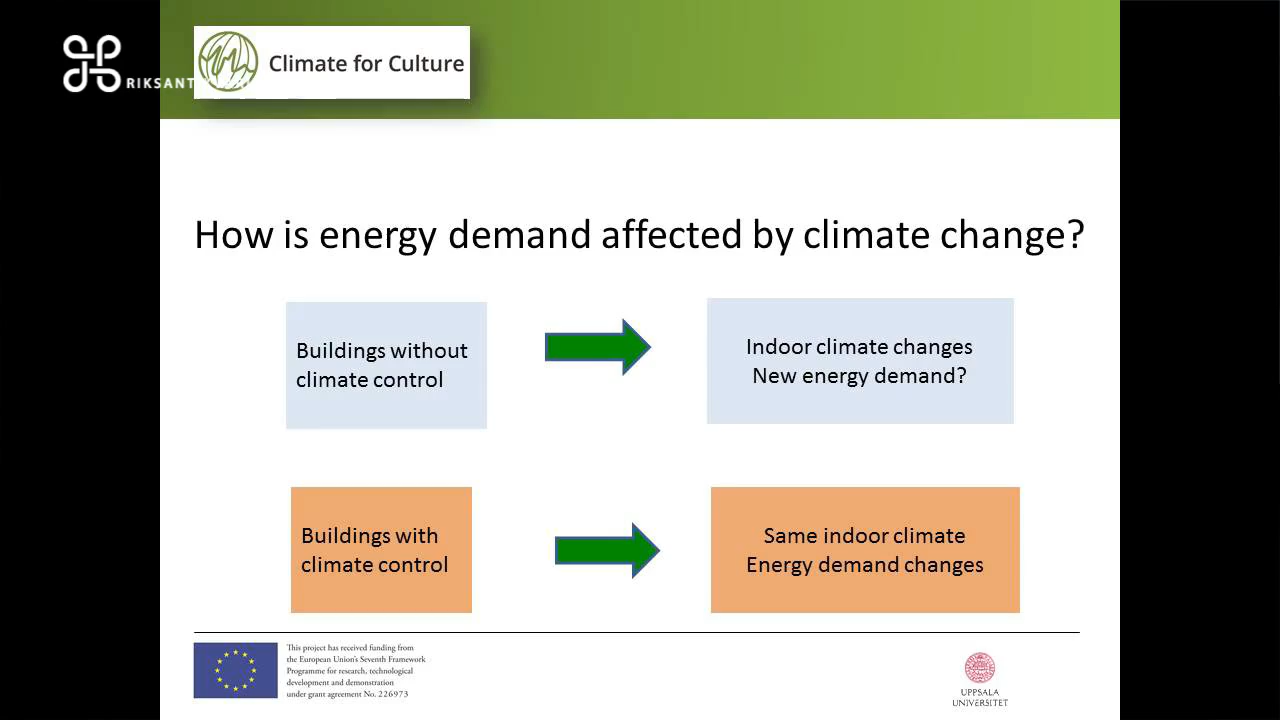 RIKSANT
Climate for Culture
How is energy demand affected by climate change?
Buildings without
climate control
Indoor climate changes
New energy demand?
Buildings with
climate control
Same indoor climate
Energy demand changes
This project has received funding from
the European Union's Seventh Framework
Programme for research, technological
development and demonstration
under grant agreement No. 226973
UPPSALA
UNIVERSITET